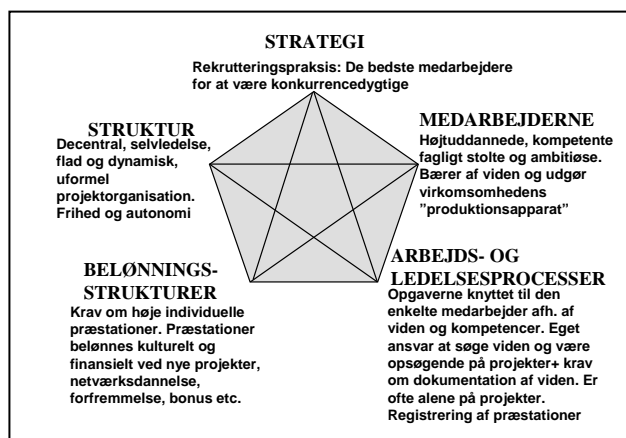 STRATEGI
Rekrutteringspraksis: De bedste medarbejdere
for at være konkurrencedygtige
STRUKTUR
Decentral, selvledelse,
flad og dynamisk,
uformel
projektorganisation.
Frihed og autonomi
MEDARBEJDERNE
Højtuddannede, kompetente
fagligt stolte og ambitiøse.
Bærer af viden og udgør
virkomsomhedens
”produktionsapparat”
BELØNNINGS-
STRUKTURER
Krav om høje individuelle
præstationer. Præstationer
belønnes kulturelt og
finansielt ved nye projekter,
netværksdannelse,
forfremmelse, bonus etc.
ARBEJDS- OG
LEDELSESPROCESSER
Opgaverne knyttet til den
enkelte medarbejder afh. af
viden og kompetencer. Eget
ansvar at søge viden og være
opsøgende på projekter+ krav
om dokumentation af viden. Er
ofte alene på projekter.
Registrering af præstationer